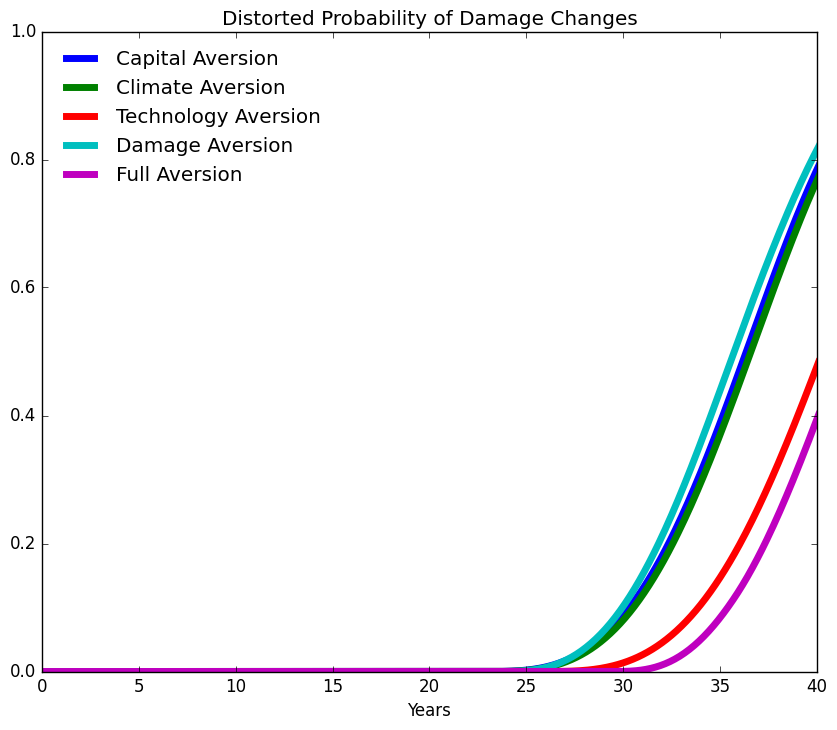 Distorted Probability of Damage Changes
1.0
Capital Aversion
Climate Aversion
Technology Aversion
Damage Aversion
Full Aversion
0.8
0.6
0.4
0.2
0.0
0 5 10 15 20 25 30 35 40
Years